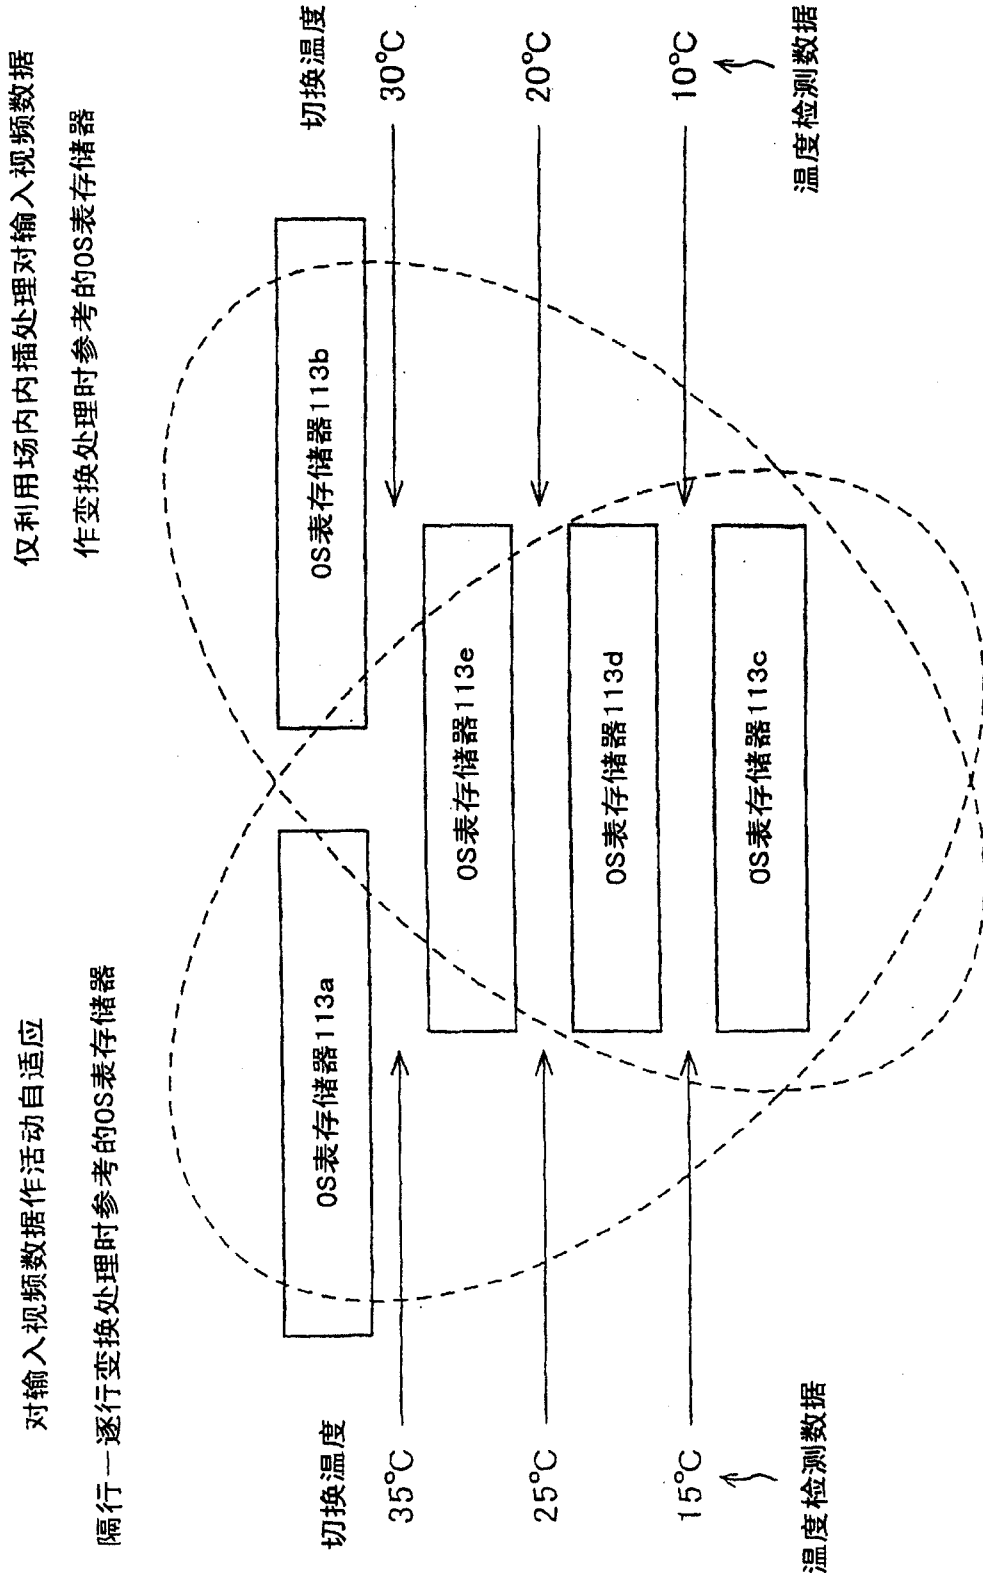 对输入视频数据作活动自适应
隔行一逐行变换处理时参考的OS表存储器
仅利用场内内插处理对输入视频数据
作变换处理时参考的OS表存储器
切换温度
切换温度
OS表存储器113a
OS表存储器113b
35℃
30℃
OS表存储器113e
25℃
20℃
OS表存储器113d
15℃
10℃
OS表存储器113c
温度检测数据
温度检测数据